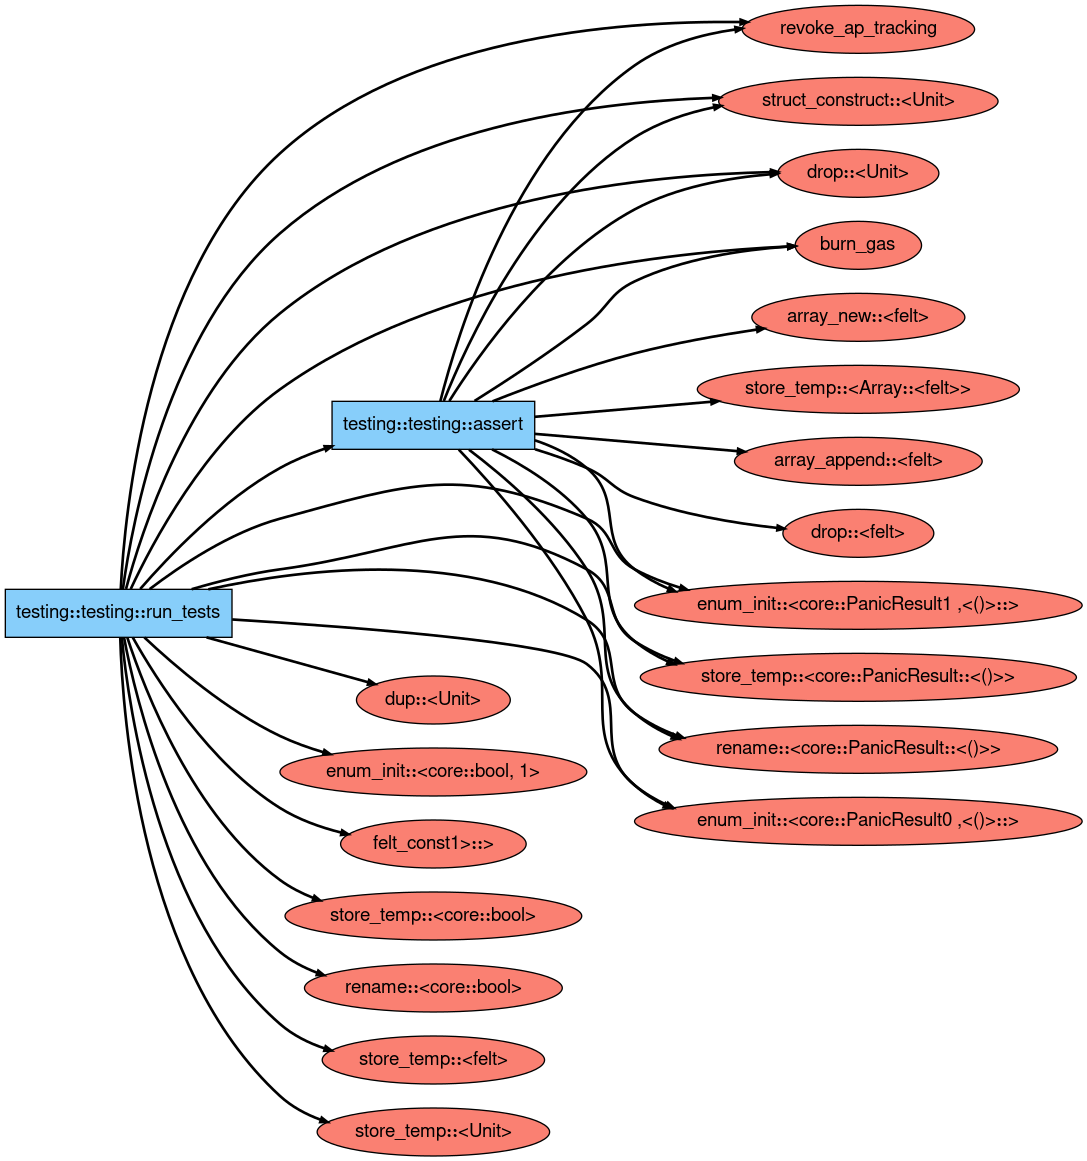 revoke_ap_tracking
struct_construct::<Unit>
drop::<Unit>
burn_gas
array_new::<felt>
store_temp::<Array::<felt>>
testing::testing::assert
array_append::<felt>
drop::<felt>
enum_init::<core::PanicResult1 ,<()>::>
testing::testing::run_tests
store_temp::<core::PanicResult::<()>>
dup::<Unit>
rename::<core::PanicResult::<()>>
enum_init::<core::bool, 1>
enum_init::<core::PanicResult0 ,<()>::>
felt_const1>::>
store_temp::<core::bool>
rename::<core::bool>
store_temp::<felt>
store_temp::<Unit>